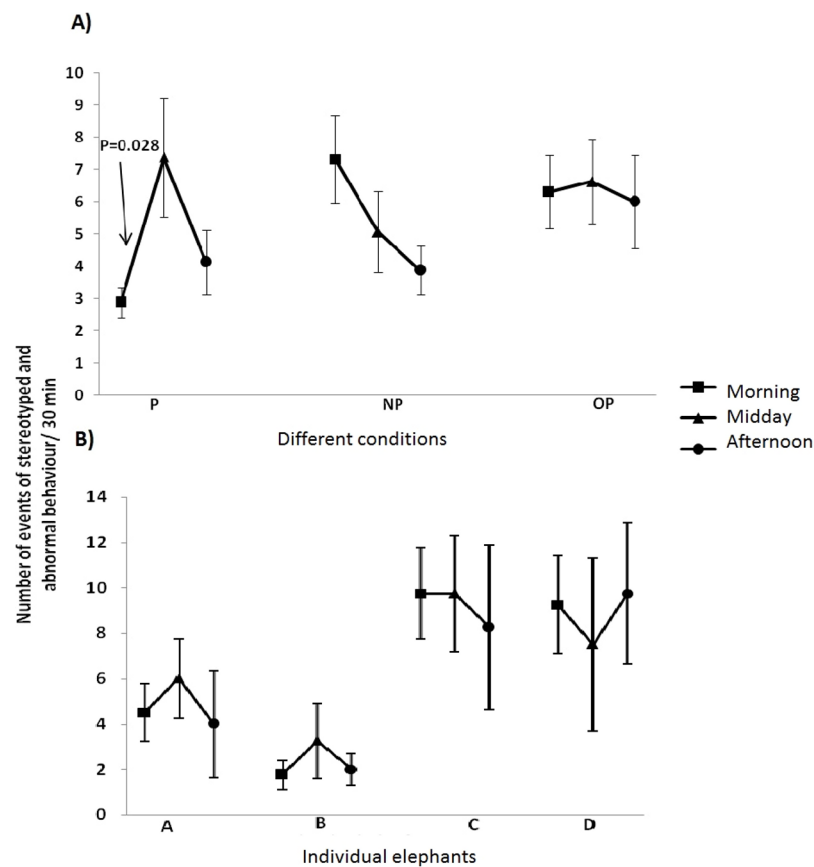 A)
10
9
8
7
6
5
4
3
2
1
0
P=0.028
P
NP
OP
Different conditions
Number of events of stereotyped and
abnormal behaviour/ 30 min
Morning
Midday
Afternoon
B)
14
12
10
8
6
4
2
0
A
B
C
D
Individual elephants